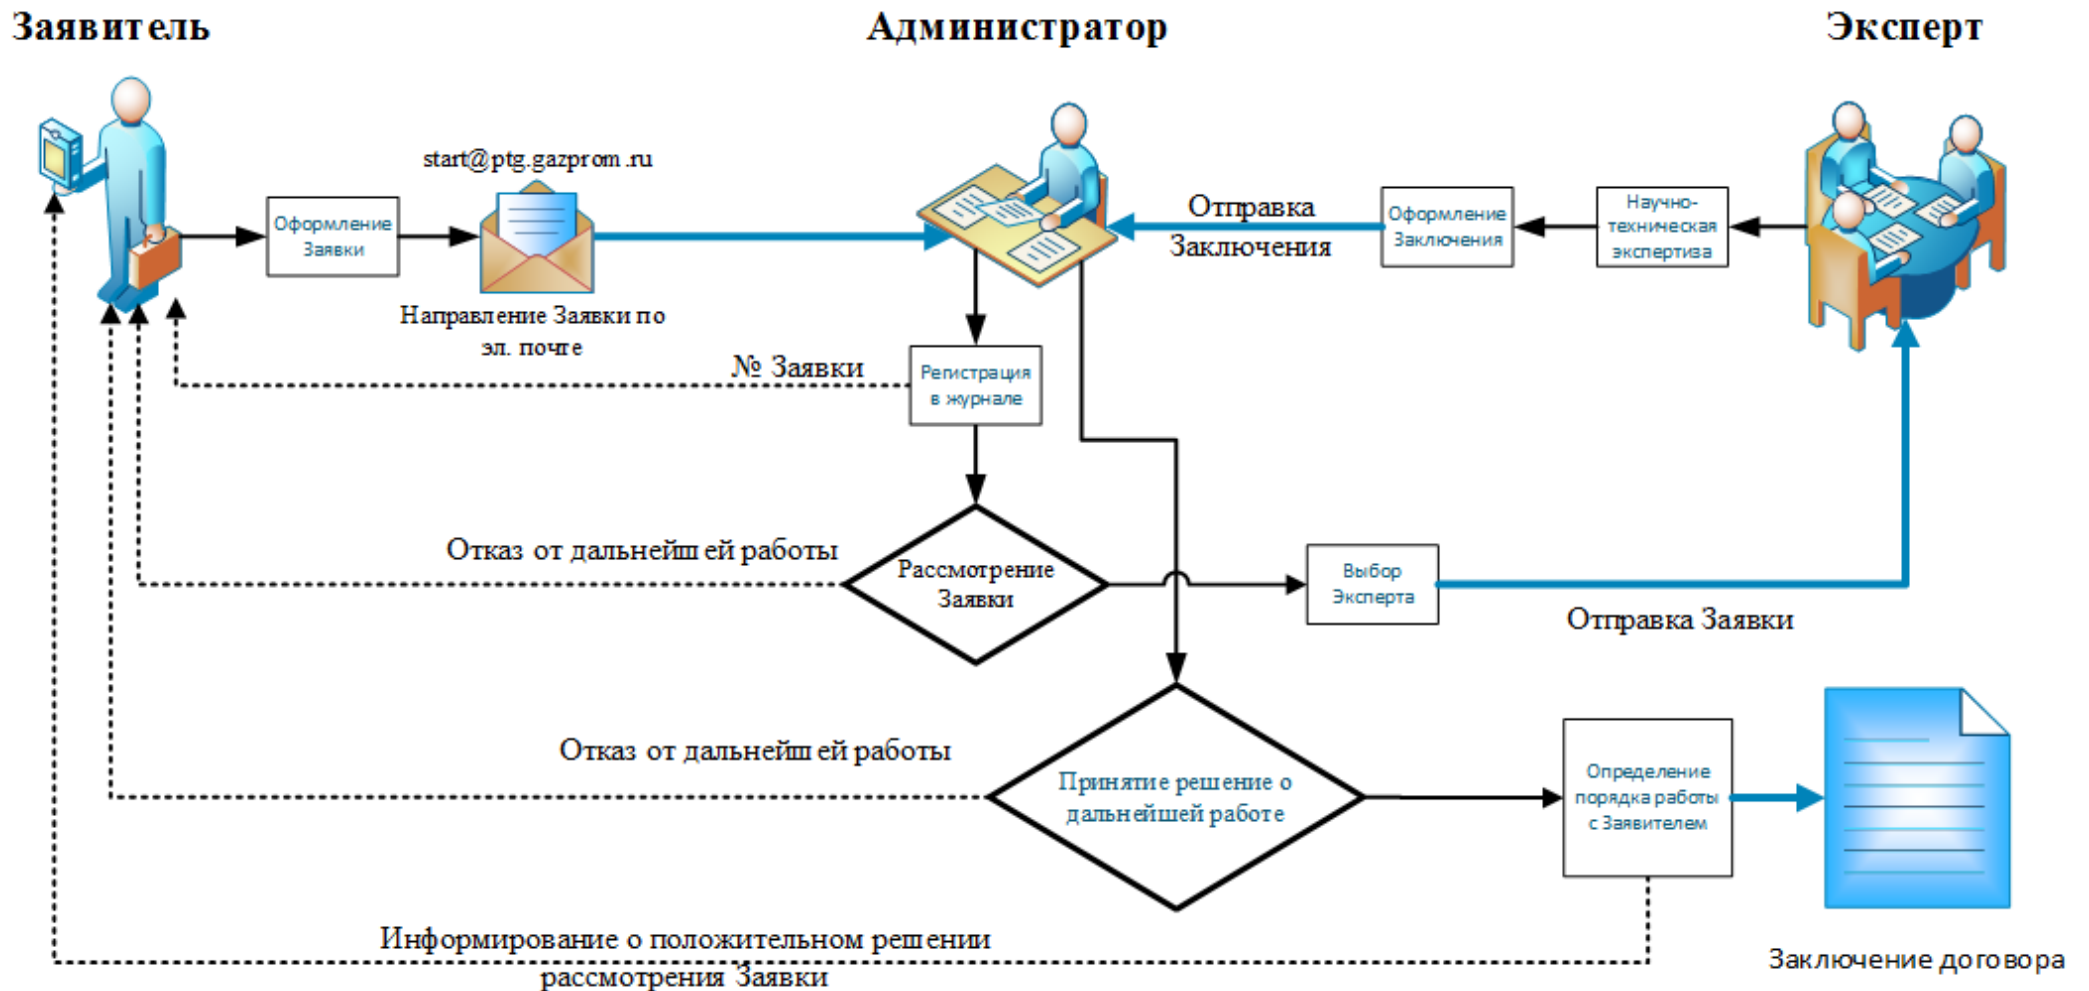 Заявитель
Администратор
Эксперт
start@ptg.gazprom.ru
Оформление
Заявки
Направление Заявки по
эл. почте
Отправка
Заключения
Оформление
Заключения
Научно-
техническая
экспертиза
№ Заявки
Регистрация
в журнале
Отказ от дальнейшей работы
Рассмотрение
Заявки
Выбор
Эксперта
Отправка Заявки
Отказ от дальнейшей работы
Принятие решение о
дальнейшей работе
Определение
порядка работы
с Заявителем
Информирование о положительном решении
рассмотрения Заявки
Заключение договора